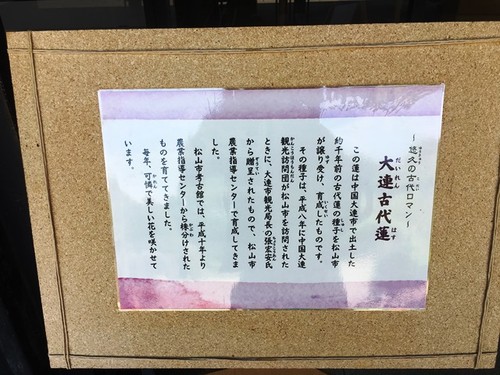 ～悠久の古代ロマン～
大連古代蓮
この蓮は中国大連市で出土した
約千年前の古代蓮の種子を松山市
が譲り受け、育成したものです。
その種子は、平成八年に中国大連
観光訪問団が松山市を訪問された
ときに、大連市観光局長の張宏安氏
から贈呈されたもので、松山市
農業指導センターで育成してきま
した。
松山市考古館では、平成十年より
農業指導センターから株分けされた
ものを育ててきました。
毎年、可憐で美しい花を咲かせて
います。